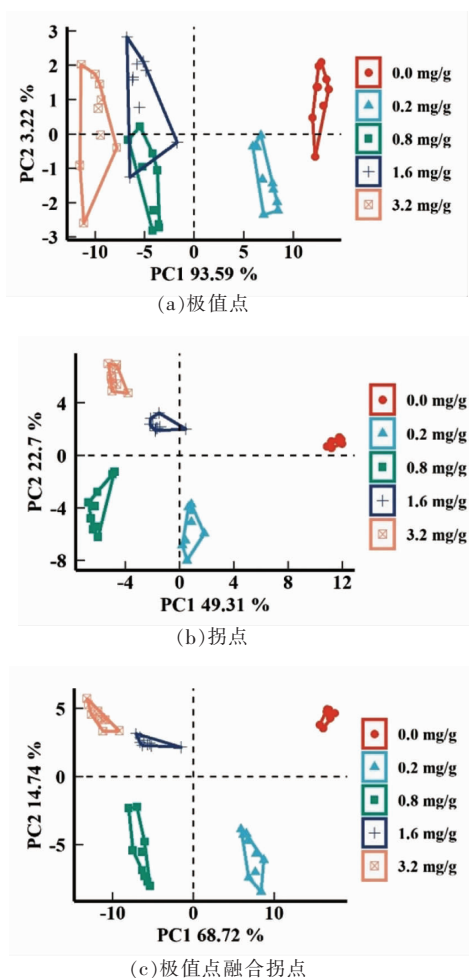 3
2
1
0
-1
-2
-3
PC2 3.22 %
-10
-5
0
5
10
PC1 93.59 %
0.0 mg/g
0.2 mg/g
0.8 mg/g
1.6 mg/g
3.2 mg/g
(a)极值点
4
0
-4
-8
PC2 22.7 %
-4
0
4
8
12
PC1 49.31 %
0.0 mg/g
0.2 mg/g
0.8 mg/g
1.6 mg/g
3.2 mg/g
(b)拐点
5
0
-5
PC2 14.74 %
-10
0
10
PC1 68.72 %
0.0 mg/g
0.2 mg/g
0.8 mg/g
1.6 mg/g
3.2 mg/g
(c)极值点融合拐点